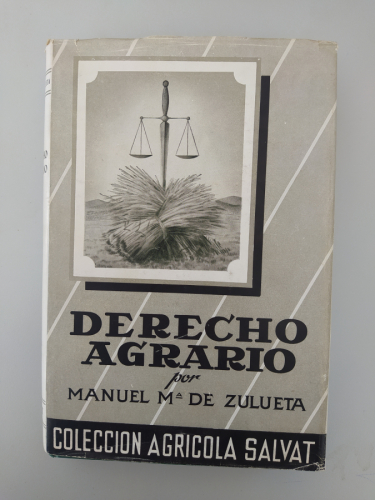 DERECHO
AGRARIO
por
MANUEL Mª DE ZULUETA
COLECCION AGRICOLA SALVAT